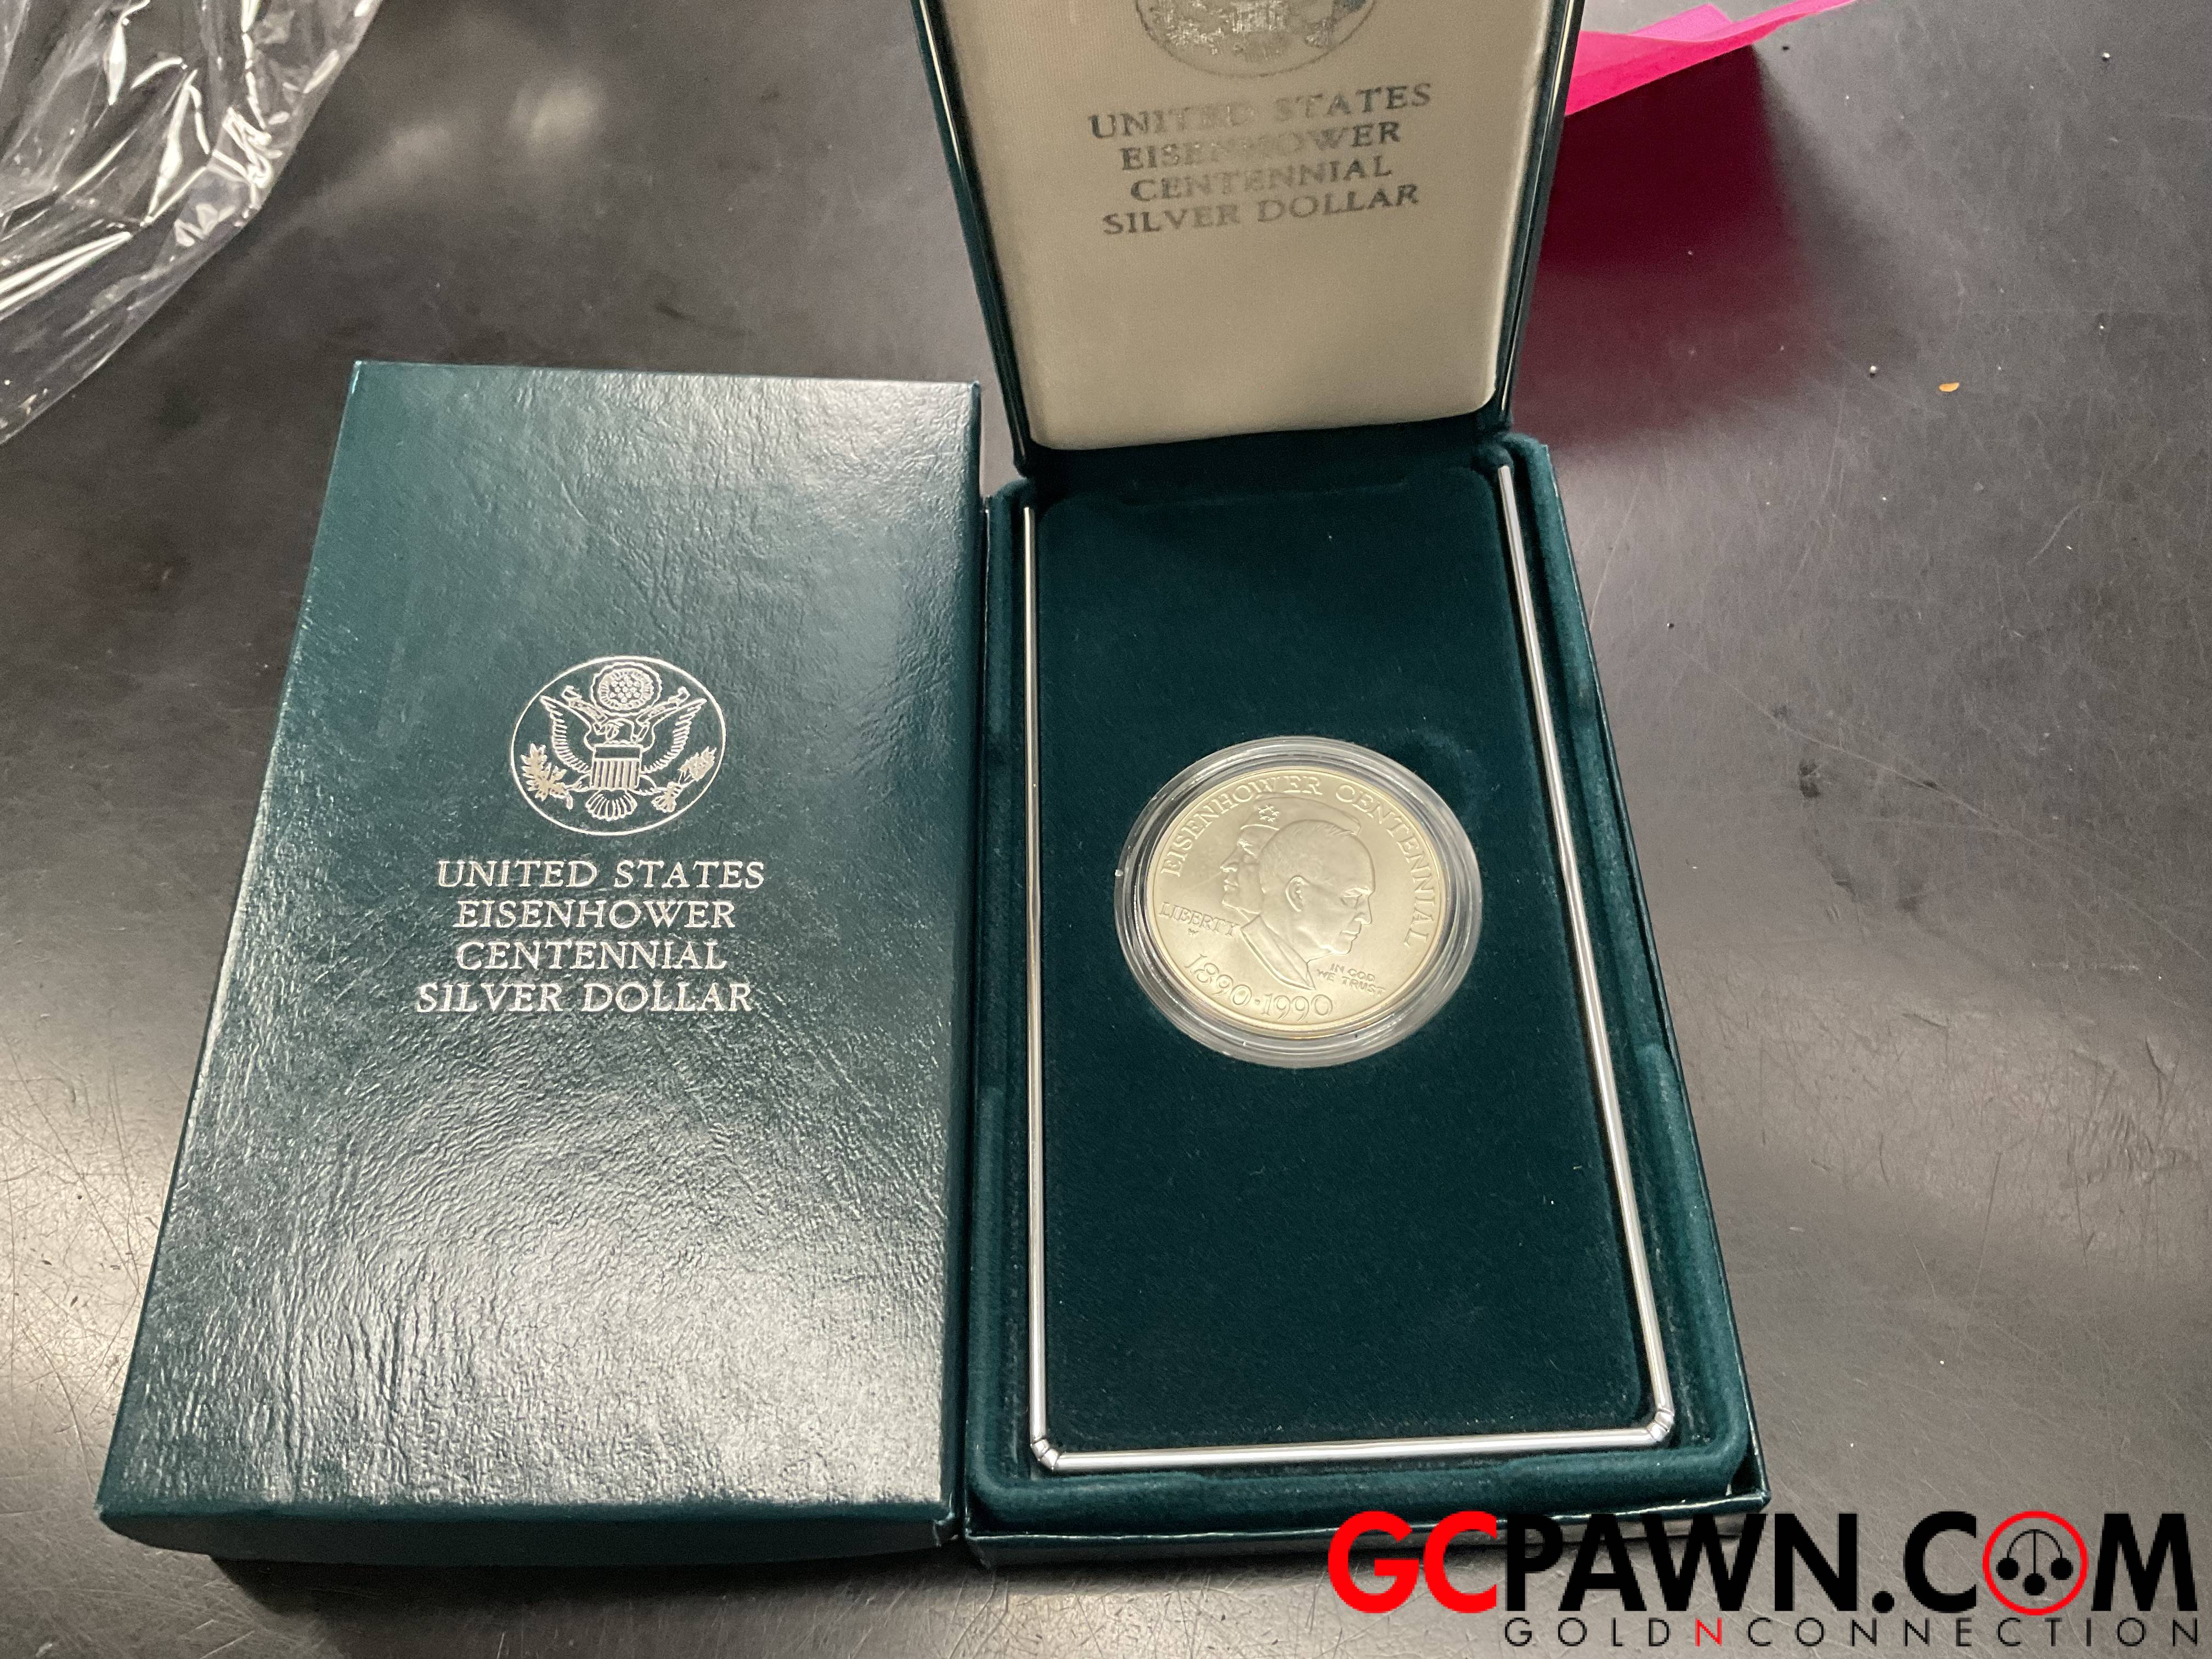 UNITED STATES
EISENHOWER
CENTENNIAL
SILVER DOLLAR
UNITED STATES
EISENHOWER
CENTENNIAL
SILVER DOLLAR
EISENHOWER CENTENNIAL
LIBERTY
W
IN GOD
WE TRUST
1890-1990
GCPAWN.COM
GOLDNCONNECTION